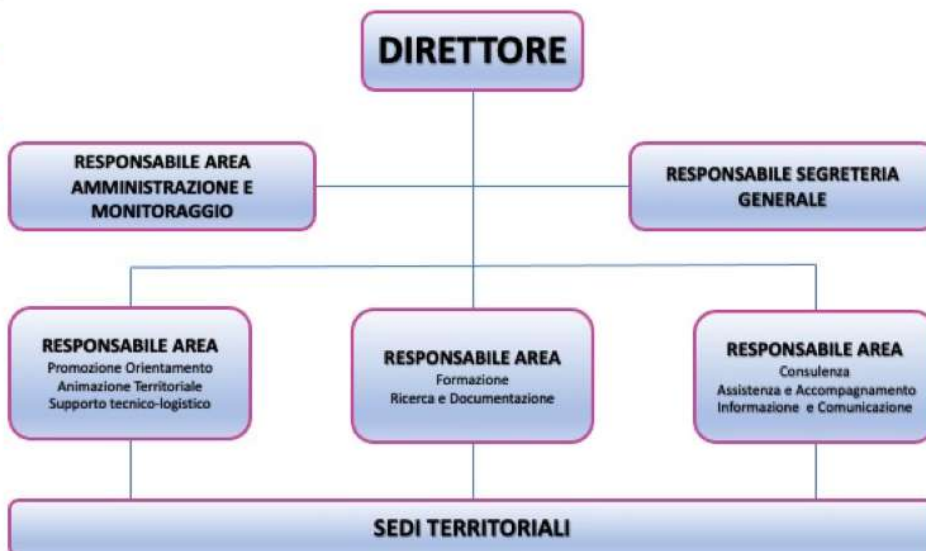 DIRETTORE
RESPONSABILE AREA
AMMINISTRAZIONE E
MONITORAGGIO
RESPONSABILE SEGRETERIA
GENERALE
RESPONSABILE AREA
Promozione Orientamento
Animazione Territoriale
Supporto tecnico-logistico
RESPONSABILE AREA
Formazione
Ricerca e Documentazione
RESPONSABILE AREA
Consulenza
Assistenza e Accompagnamento
Informazione e Comunicazione
SEDI TERRITORIALI